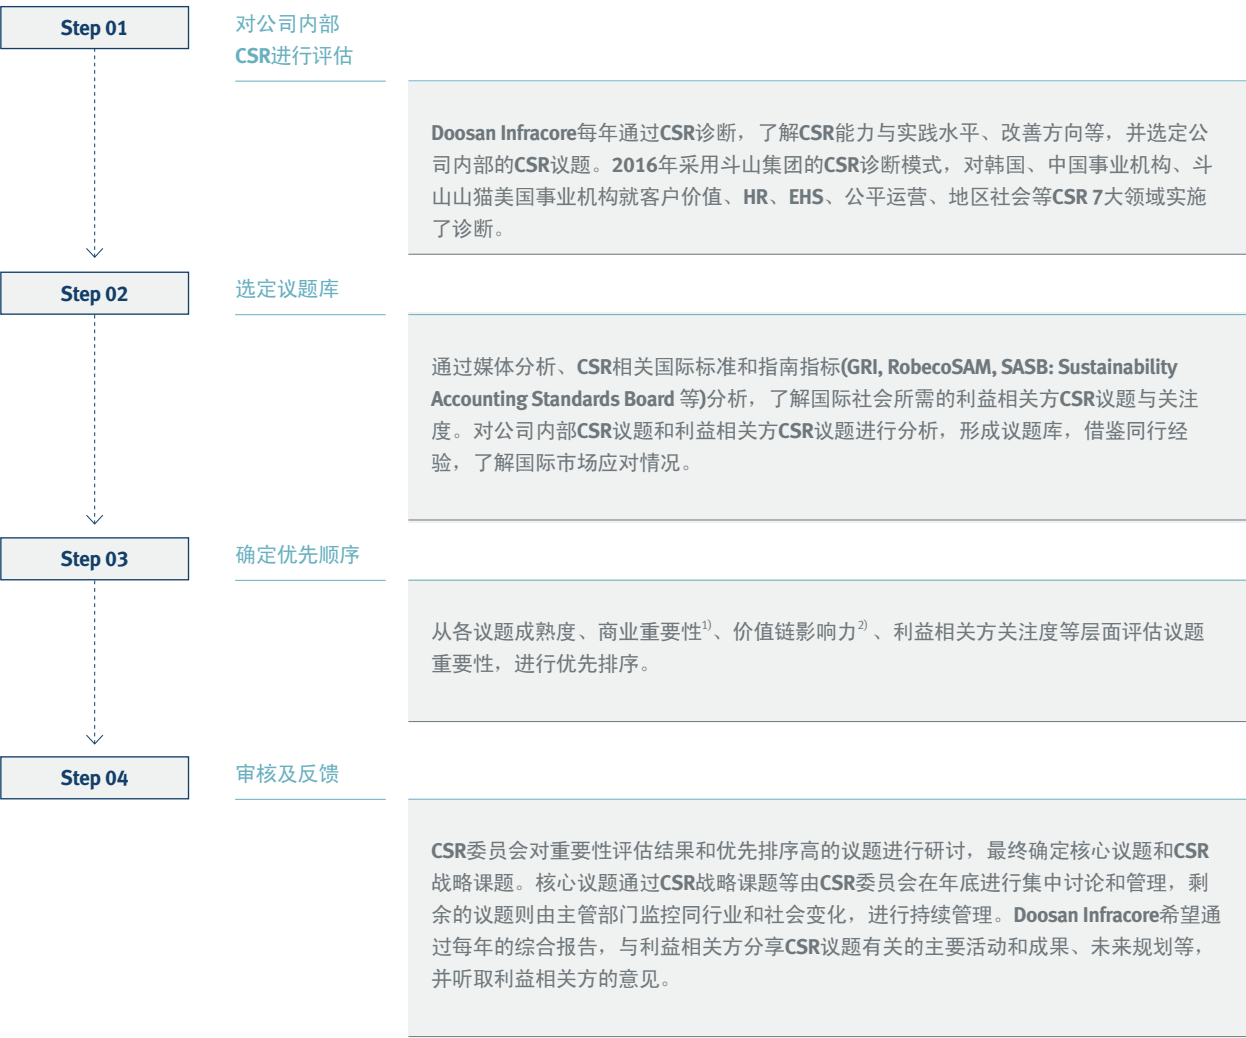 Step 01
对公司内部
CSR进行评估
Doosan Infracore每年通过CSR诊断，了解CSR能力与实践水平、改善方向等，并选定公
司内部的CSR议题。2016年采用斗山集团的CSR诊断模式，对韩国、中国事业机构、斗
山山猫美国事业机构就客户价值、HR、EHS、公平运营、地区社会等CSR 7大领域实施
了诊断。
Step 02
选定议题库
通过媒体分析、CSR相关国际标准和指南指标(GRI, RobecoSAM, SASB: Sustainability
Accounting Standards Board 等)分析，了解国际社会所需的利益相关方CSR议题与关注
度。对公司内部CSR议题和利益相关方CSR议题进行分析，形成议题库，借鉴同行经
验，了解国际市场应对情况。
Step 03
确定优先顺序
从各议题成熟度、商业重要性1)、价值链影响力2) 、利益相关方关注度等层面评估议题
重要性，进行优先排序。
Step 04
审核及反馈
CSR委员会对重要性评估结果和优先排序高的议题进行研讨，最终确定核心议题和CSR
战略课题。核心议题通过CSR战略课题等由CSR委员会在年底进行集中讨论和管理，剩
余的议题则由主管部门监控同行业和社会变化，进行持续管理。Doosan Infracore希望通
过每年的综合报告，与利益相关方分享CSR议题有关的主要活动和成果、未来规划等，
并听取利益相关方的意见。